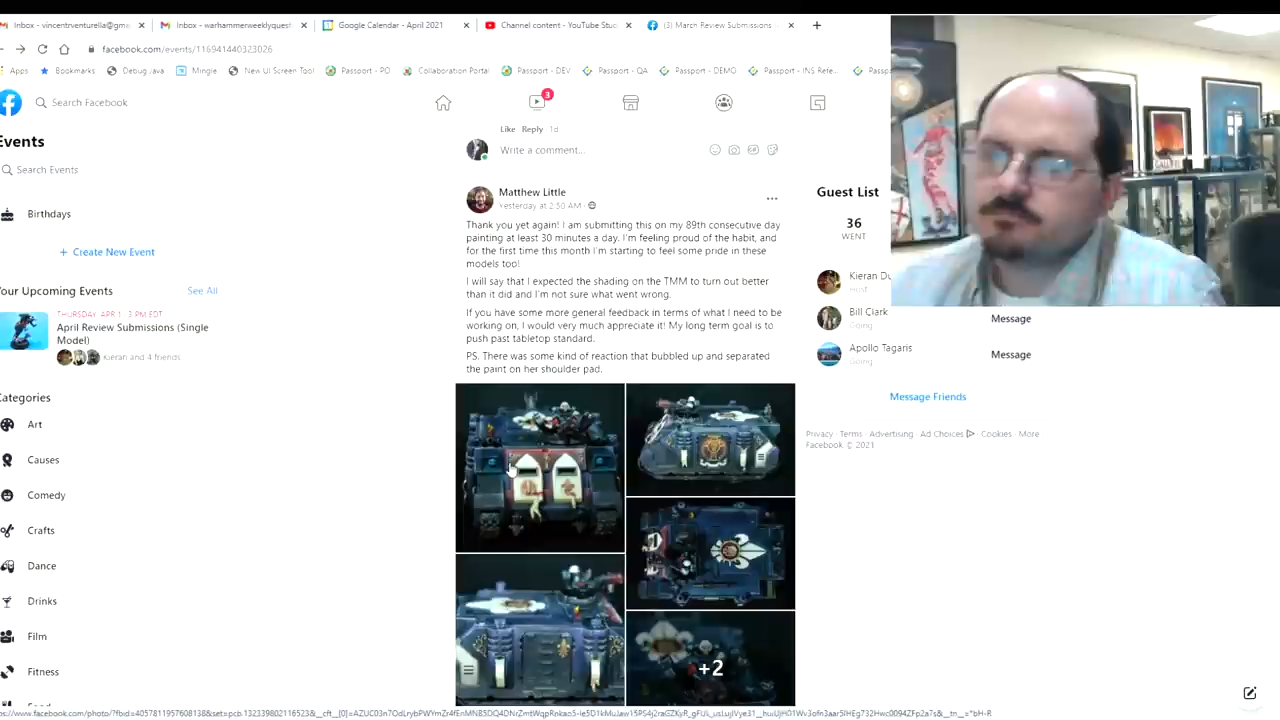 Inbox - vincentrventurella@gm
Inbox - warhammerweeklyquest
Google Calendar - April 2021
Channel content - YouTube Stu
(3) March Review Submissions
facebook.com/events/116941440323026
Apps
Bookmarks
Debug Java
Mingle
New UI Screen Tool
Passport - PO
Collaboration Portal
Passport - DEV
Passport - QA
Passport - DEMO
Passport - INS Refe...
Search Facebook
3
Like Reply 1d
Write a comment...
Events
Search Events
Birthdays
+ Create New Event
Your Upcoming Events
See All
THURSDAY, APR 1, 3 PM EDT
April Review Submissions (Single
Model)
Kieran and 4 friends
Categories
Art
Causes
Comedy
Crafts
Dance
Drinks
Film
Fitness
Matthew Little
Yesterday at 2:30 AM
Thank you yet again! I am submitting this on my 89th consecutive day
painting at least 30 minutes a day. I'm feeling proud of the habit, and
for the first time this month I'm starting to feel some pride in these
models too!
I will say that I expected the shading on the TMM to turn out better
than it did and I'm not sure what went wrong.
If you have some more general feedback in terms of what I need to be
working on, I would very much appreciate it! My long term goal is to
push past tabletop standard.
PS. There was some kind of reaction that bubbled up and separated
the paint on her shoulder pad.
+2
Guest List
36
WENT
Kieran Du
Host
Bill Clark
Going
Message
Apollo Tagaris
Going
Message
Message Friends
Privacy · Terms · Advertising · Ad Choices · Cookies · More
Facebook © 2021